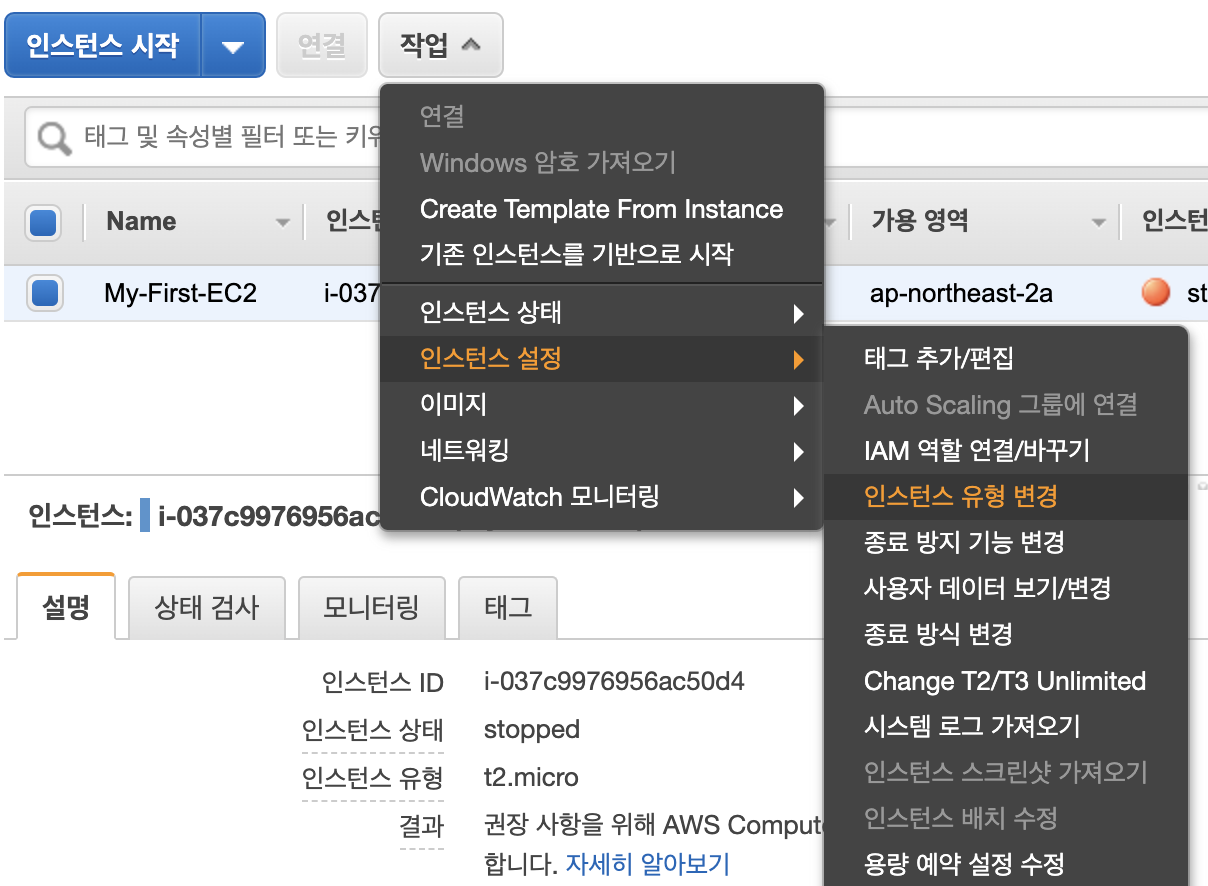 인스턴스 시작
연결
작업
태그 및 속성별 필터 또는 키워
연결
Windows 암호 가져오기
Create Template From Instance
기존 인스턴스를 기반으로 시작
인스턴스 상태
인스턴스 설정
이미지
네트워킹
CloudWatch 모니터링
Name
가용 영역
My-First-EC2
i-037
ap-northeast-2a
st
태그 추가/편집
Auto Scaling 그룹에 연결
IAM 역할 연결/바꾸기
인스턴스 유형 변경
종료 방지 기능 변경
사용자 데이터 보기/변경
종료 방식 변경
Change T2/T3 Unlimited
시스템 로그 가져오기
인스턴스 스크린샷 가져오기
인스턴스 배치 수정
용량 예약 설정 수정
인스턴스: i-037c9976956ac
설명
상태 검사
모니터링
태그
인스턴스 ID i-037c9976956ac50d4
인스턴스 상태 stopped
인스턴스 유형 t2.micro
결과 권장 사항을 위해 AWS Compute
합니다. 자세히 알아보기